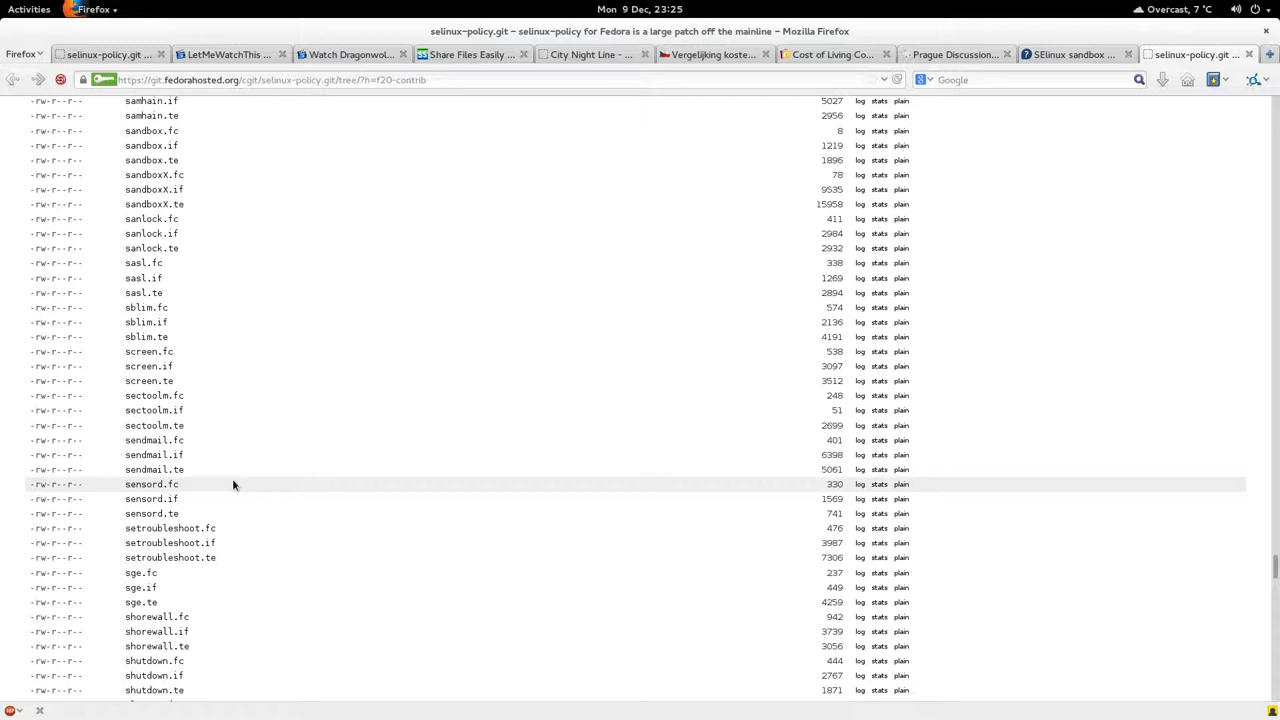 Activities Firefox Mon 9 Dec, 23:25 Overcast, 7 °C
selinux-policy.git – selinux-policy for Fedora is a large patch off the mainline – Mozilla Firefox
Firefox selinux-policy.git ... LetMeWatchThis ... Watch Dragonwol... Share Files Easily ... City Night Line - ... Vergelijking koste... Cost of Living Co... Prague Discussion... SElinux sandbox ... selinux-policy.git ...
https://git.fedorahosted.org/cgit/selinux-policy.git/tree/?h=f20-contrib Google
-rw-r--r-- samhain.if 5027 log stats plain
-rw-r--r-- samhain.te 2956 log stats plain
-rw-r--r-- sandbox.fc 8 log stats plain
-rw-r--r-- sandbox.if 1219 log stats plain
-rw-r--r-- sandbox.te 1896 log stats plain
-rw-r--r-- sandboxX.fc 78 log stats plain
-rw-r--r-- sandboxX.if 9535 log stats plain
-rw-r--r-- sandboxX.te 15958 log stats plain
-rw-r--r-- sanlock.fc 411 log stats plain
-rw-r--r-- sanlock.if 2984 log stats plain
-rw-r--r-- sanlock.te 2932 log stats plain
-rw-r--r-- sasl.fc 338 log stats plain
-rw-r--r-- sasl.if 1269 log stats plain
-rw-r--r-- sasl.te 2894 log stats plain
-rw-r--r-- sblim.fc 574 log stats plain
-rw-r--r-- sblim.if 2136 log stats plain
-rw-r--r-- sblim.te 4191 log stats plain
-rw-r--r-- screen.fc 538 log stats plain
-rw-r--r-- screen.if 3097 log stats plain
-rw-r--r-- screen.te 3512 log stats plain
-rw-r--r-- sectoolm.fc 248 log stats plain
-rw-r--r-- sectoolm.if 51 log stats plain
-rw-r--r-- sectoolm.te 2699 log stats plain
-rw-r--r-- sendmail.fc 401 log stats plain
-rw-r--r-- sendmail.if 6398 log stats plain
-rw-r--r-- sendmail.te 5061 log stats plain
-rw-r--r-- sensord.fc 330 log stats plain
-rw-r--r-- sensord.if 1569 log stats plain
-rw-r--r-- sensord.te 741 log stats plain
-rw-r--r-- setroubleshoot.fc 476 log stats plain
-rw-r--r-- setroubleshoot.if 3987 log stats plain
-rw-r--r-- setroubleshoot.te 7306 log stats plain
-rw-r--r-- sge.fc 237 log stats plain
-rw-r--r-- sge.if 449 log stats plain
-rw-r--r-- sge.te 4259 log stats plain
-rw-r--r-- shorewall.fc 942 log stats plain
-rw-r--r-- shorewall.if 3739 log stats plain
-rw-r--r-- shorewall.te 3056 log stats plain
-rw-r--r-- shutdown.fc 444 log stats plain
-rw-r--r-- shutdown.if 2767 log stats plain
-rw-r--r-- shutdown.te 1871 log stats plain